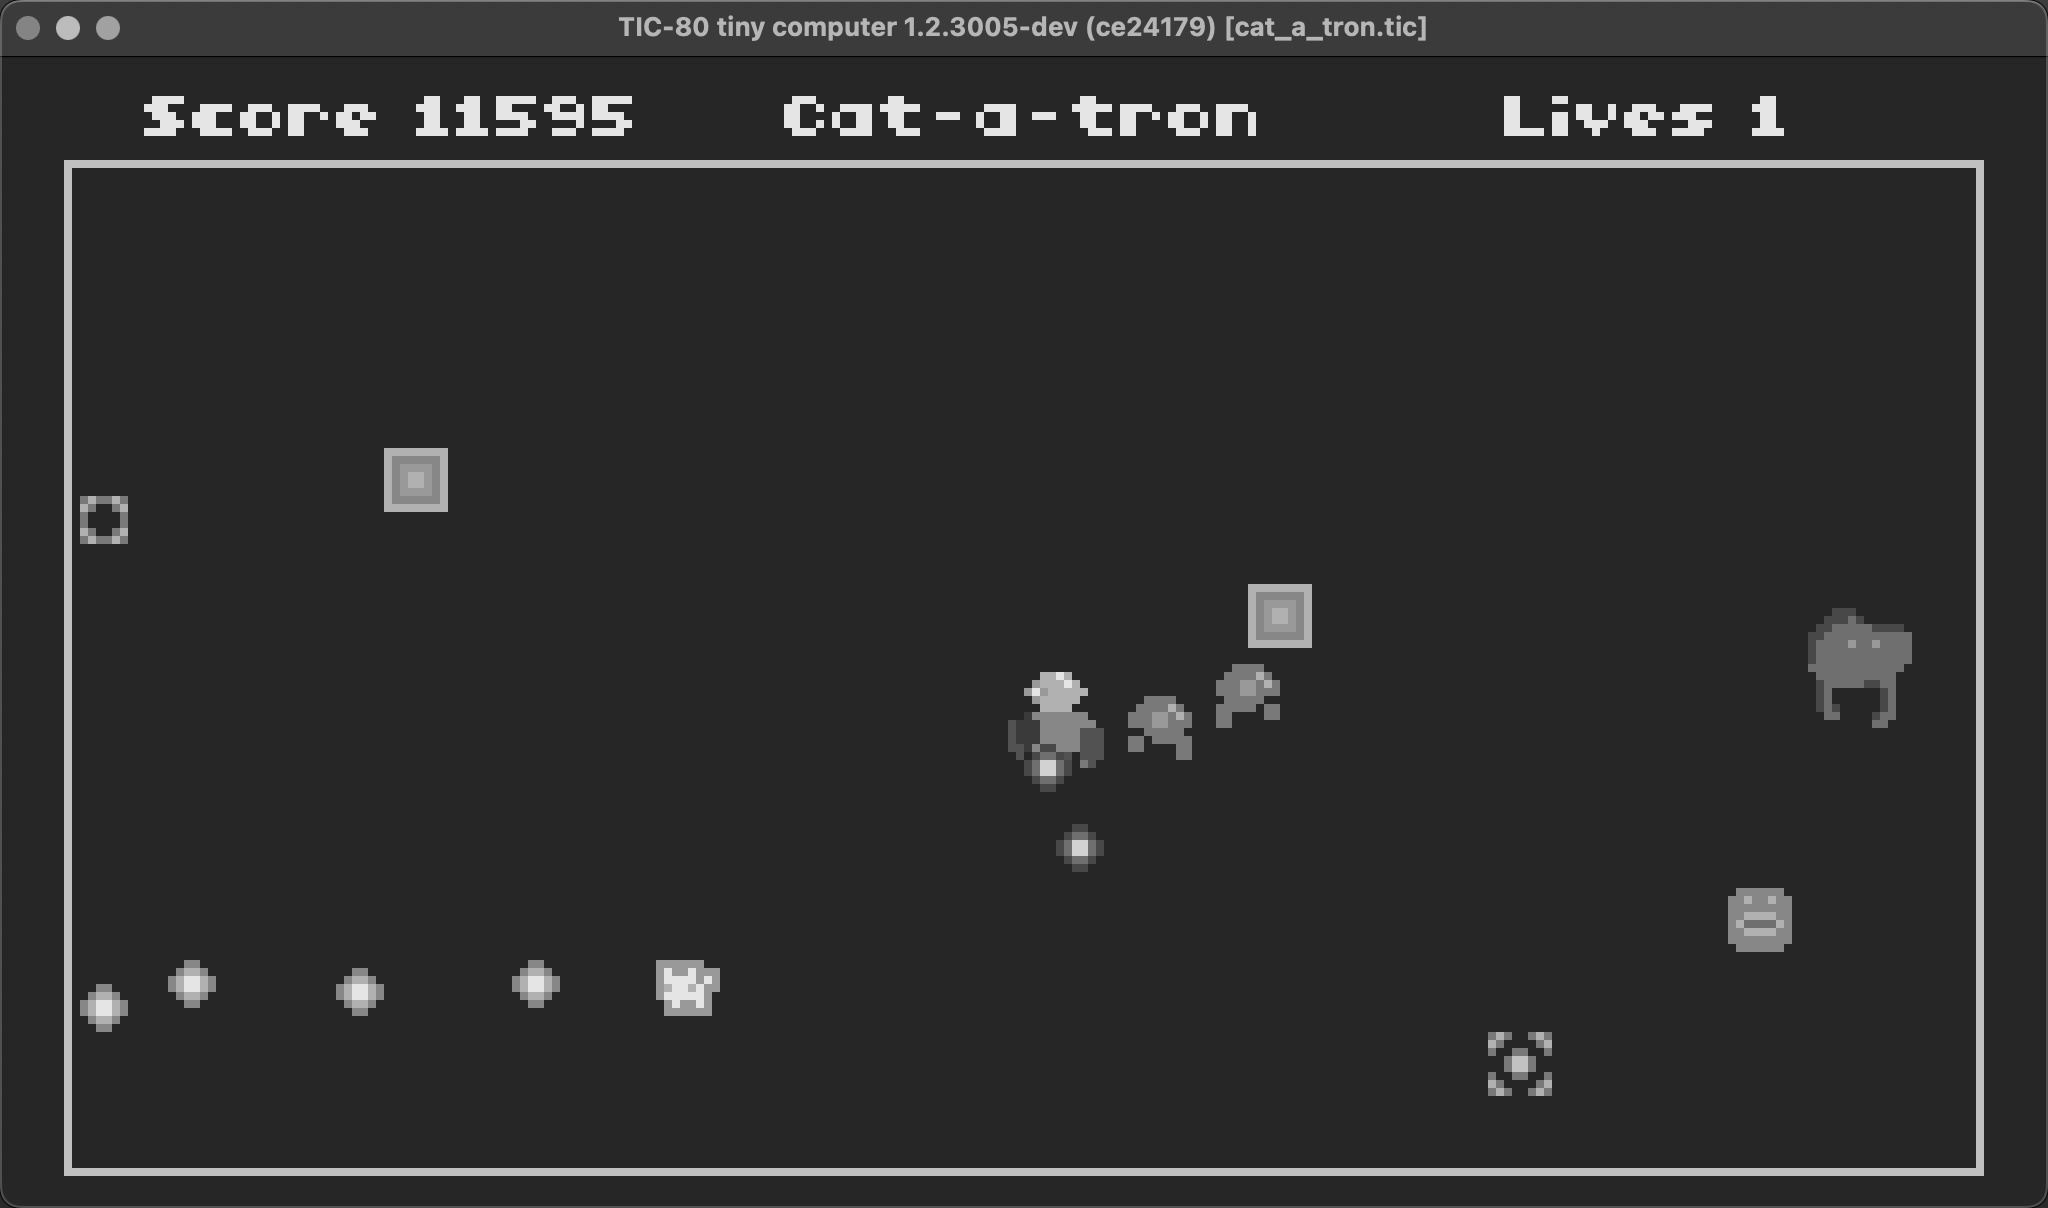 TIC-80 tiny computer 1.2.3005-dev (ce24179) [cat_a_tron.tic]
Score 11595 Cat-a-tron Lives 1